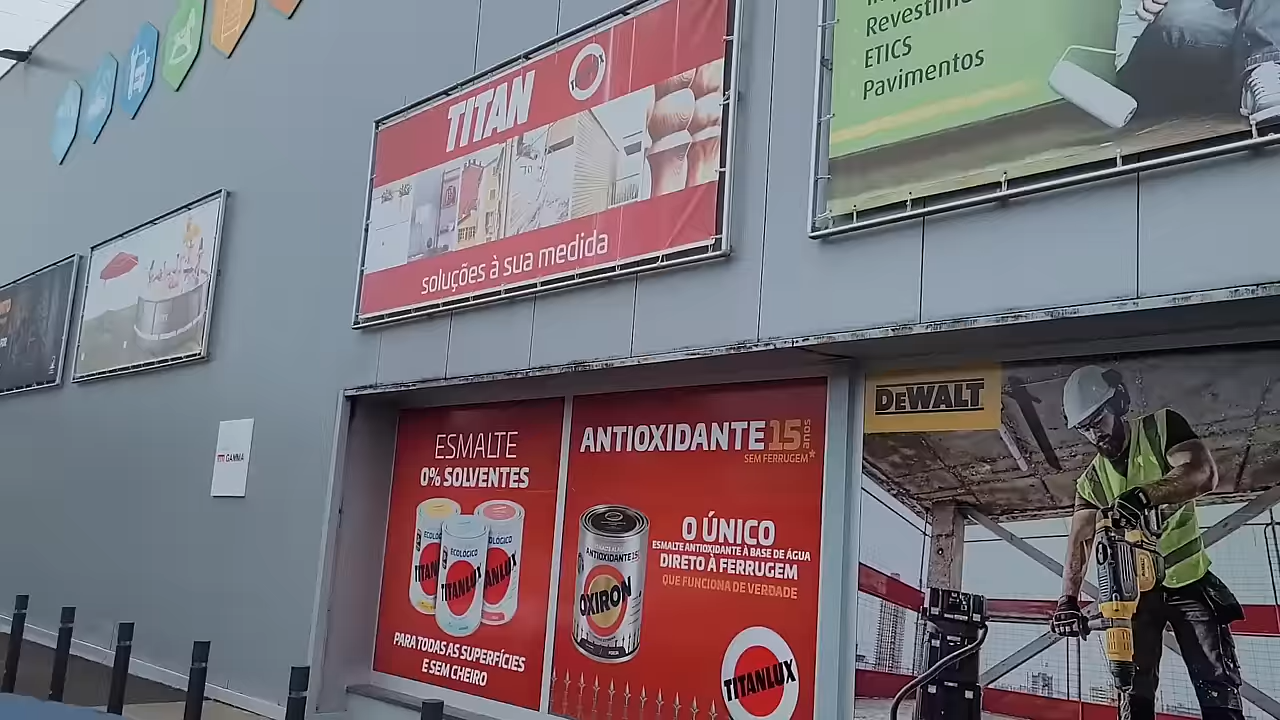 Revestim
ETICS
Pavimentos
TITAN
soluções à sua medida
GAMMA
ESMALTE
0% SOLVENTES
ECOLÓGICO
TITANLUX
PARA TODAS AS SUPERFÍCIES
E SEM CHEIRO
ANTIOXIDANTE 15 anos
SEM FERRUGEM*
O ÚNICO
ESMALTE ANTIOXIDANTE À BASE DE ÁGUA
DIRETO À FERRUGEM
QUE FUNCIONA DE VERDADE
ANTIOXIDANTE
OXIRON
TITANLUX
DEWALT